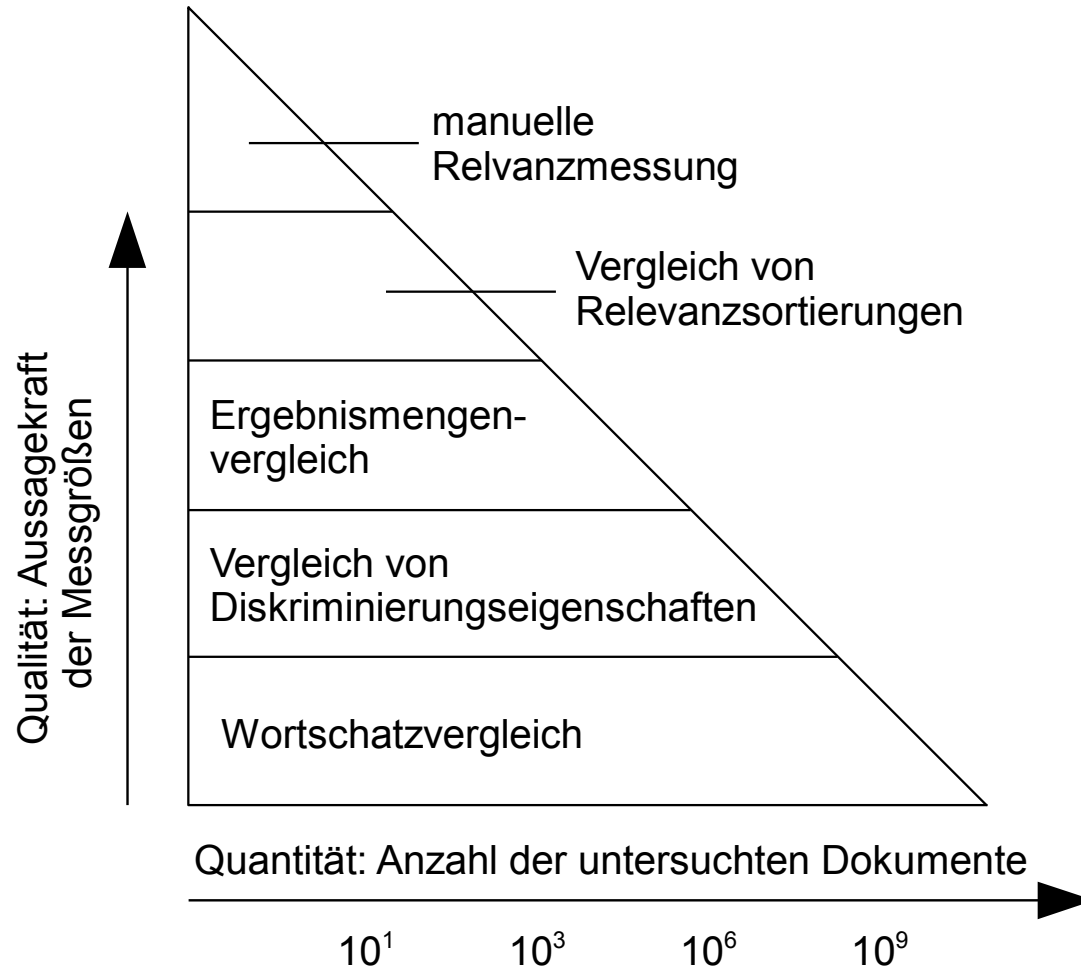 manuelle
Relvanzmessung
Vergleich von
Relevanzsortierungen
Ergebnismengen-
vergleich
Vergleich von
Diskriminierungseigenschaften
Wortschatzvergleich
Qualität: Aussagekraft
der Messgrößen
Quantität: Anzahl der untersuchten Dokumente
10¹ 10³ 10⁶ 10⁹